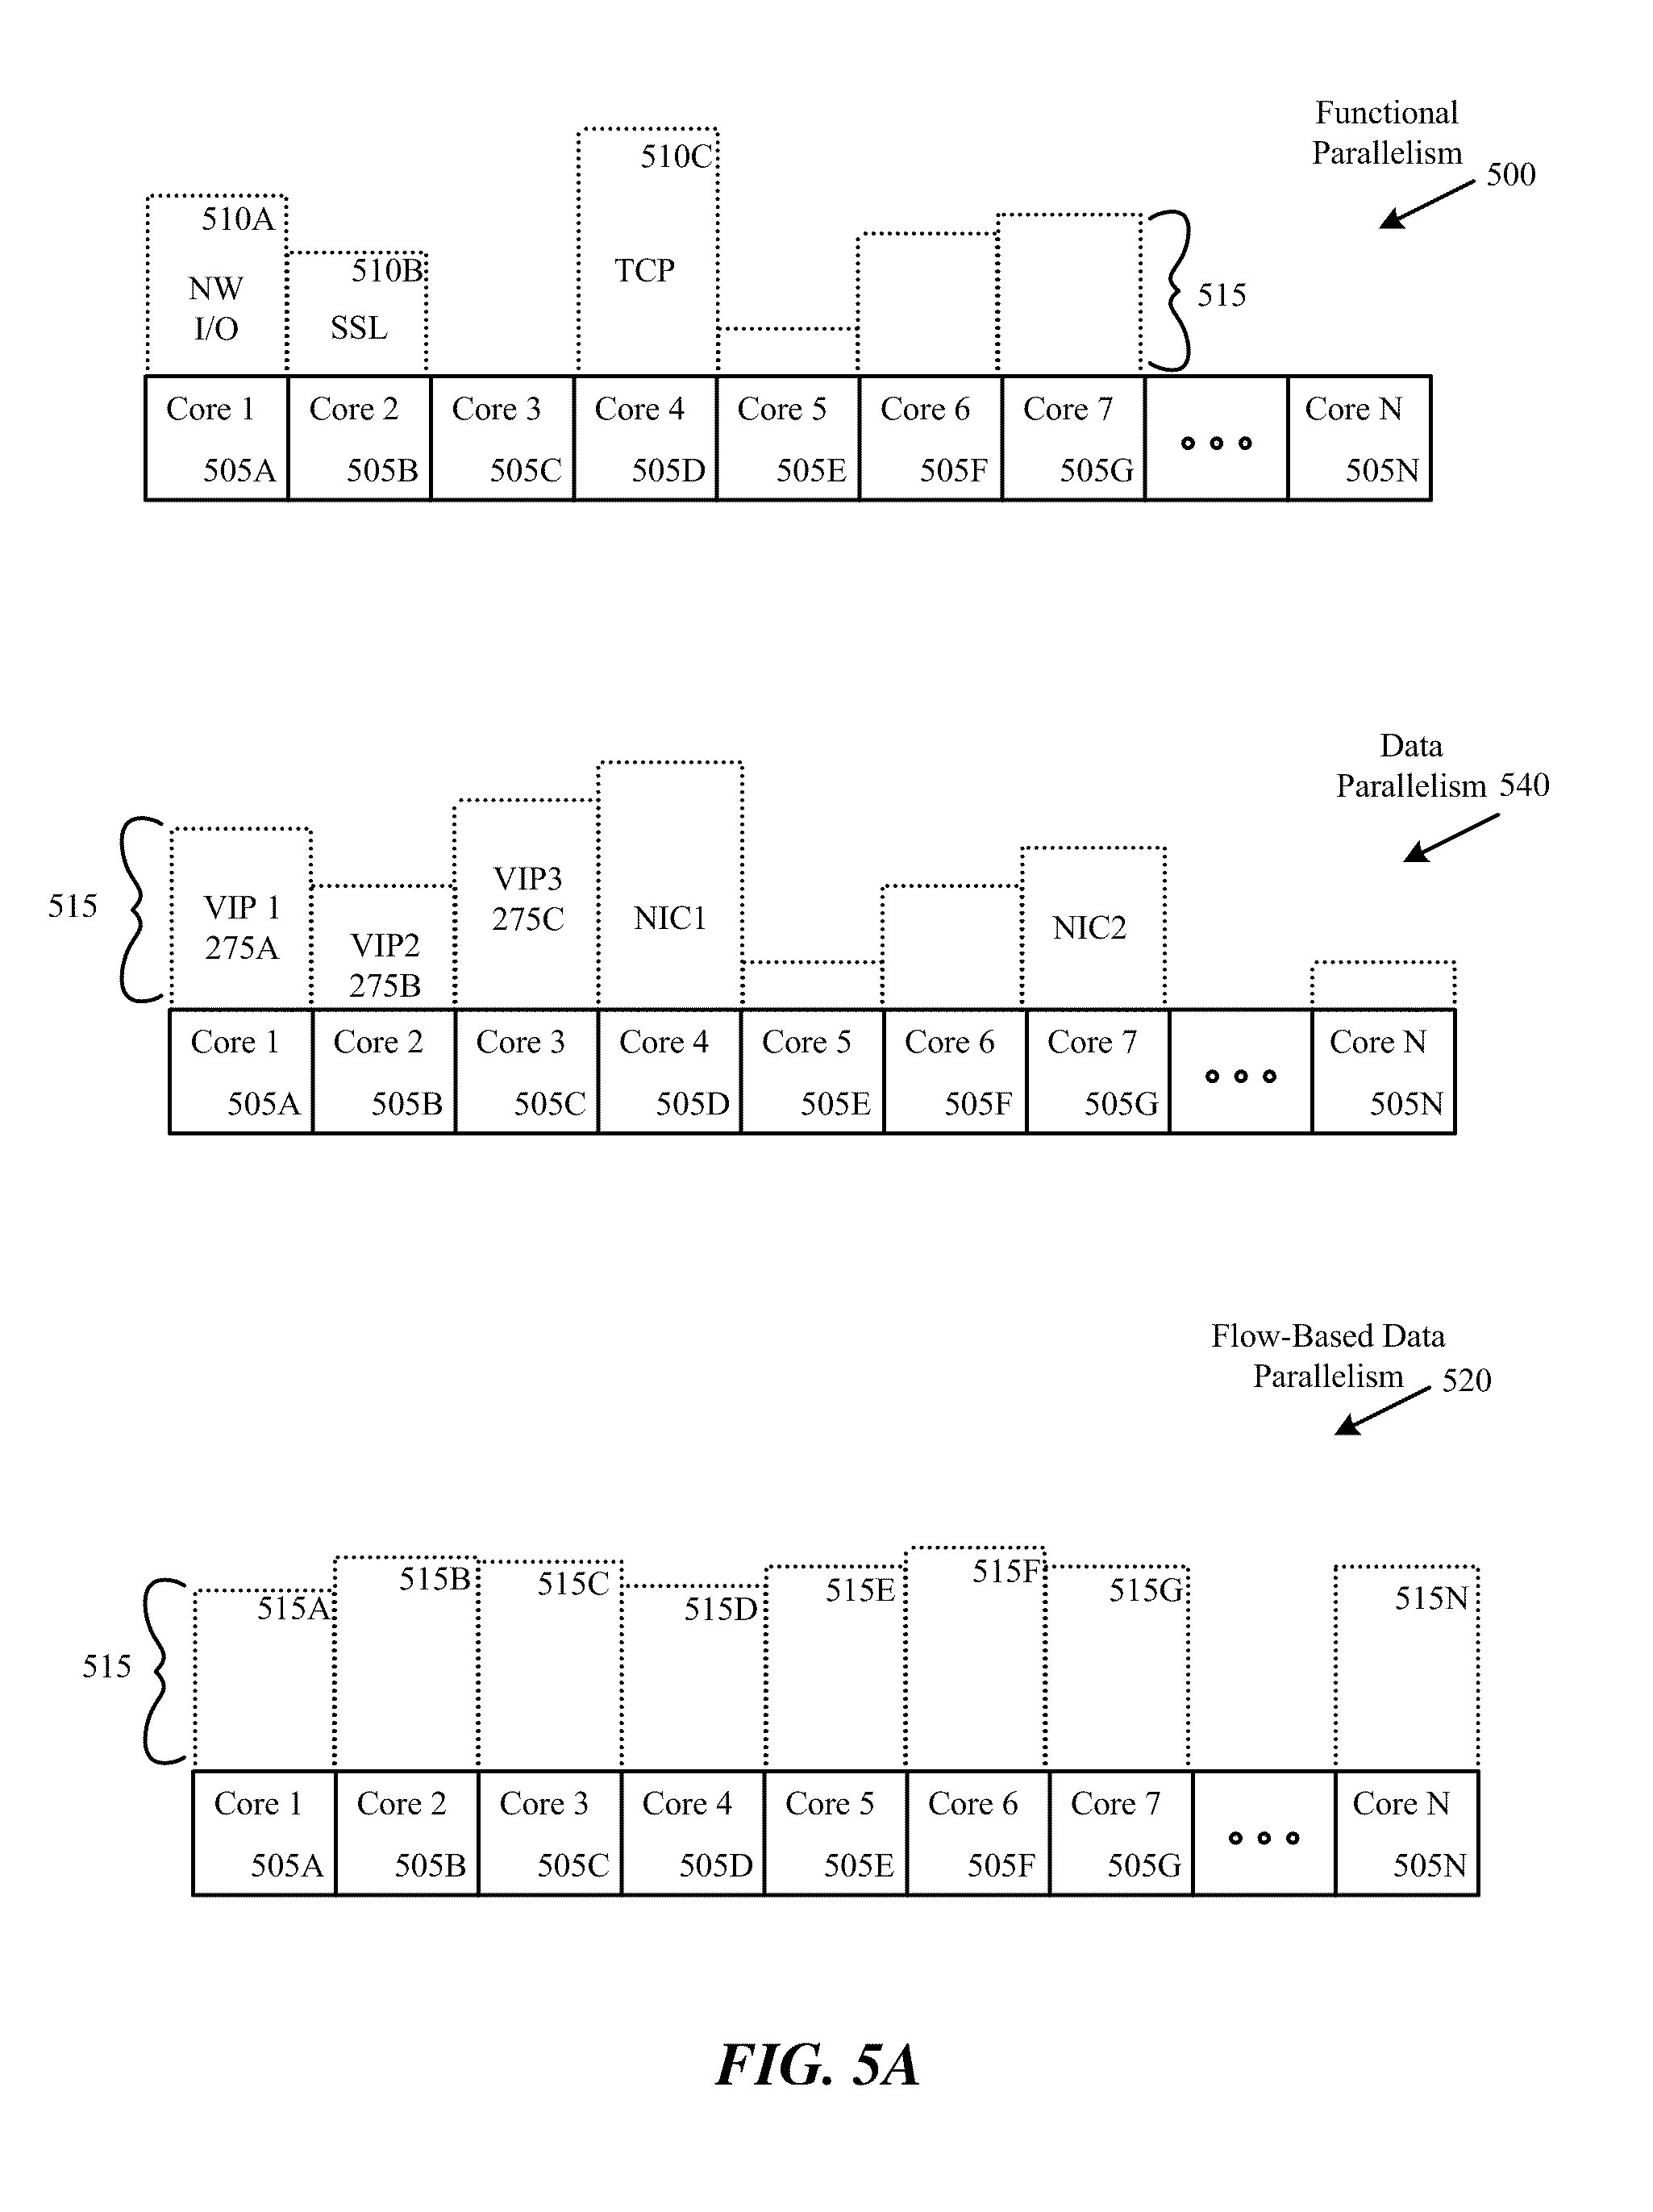 Functional
Parallelism
500
510A
NW
I/O
510B
SSL
510C
TCP
515
Core 1 Core 2 Core 3 Core 4 Core 5 Core 6 Core 7 Core N
505A 505B 505C 505D 505E 505F 505G 505N
Data
Parallelism 540
515
VIP 1
275A
VIP2
275B
VIP3
275C
NIC1
NIC2
Core 1 Core 2 Core 3 Core 4 Core 5 Core 6 Core 7 Core N
505A 505B 505C 505D 505E 505F 505G 505N
Flow-Based Data
Parallelism 520
515
515A 515B 515C 515D 515E 515F 515G 515N
Core 1 Core 2 Core 3 Core 4 Core 5 Core 6 Core 7 Core N
505A 505B 505C 505D 505E 505F 505G 505N
FIG. 5A